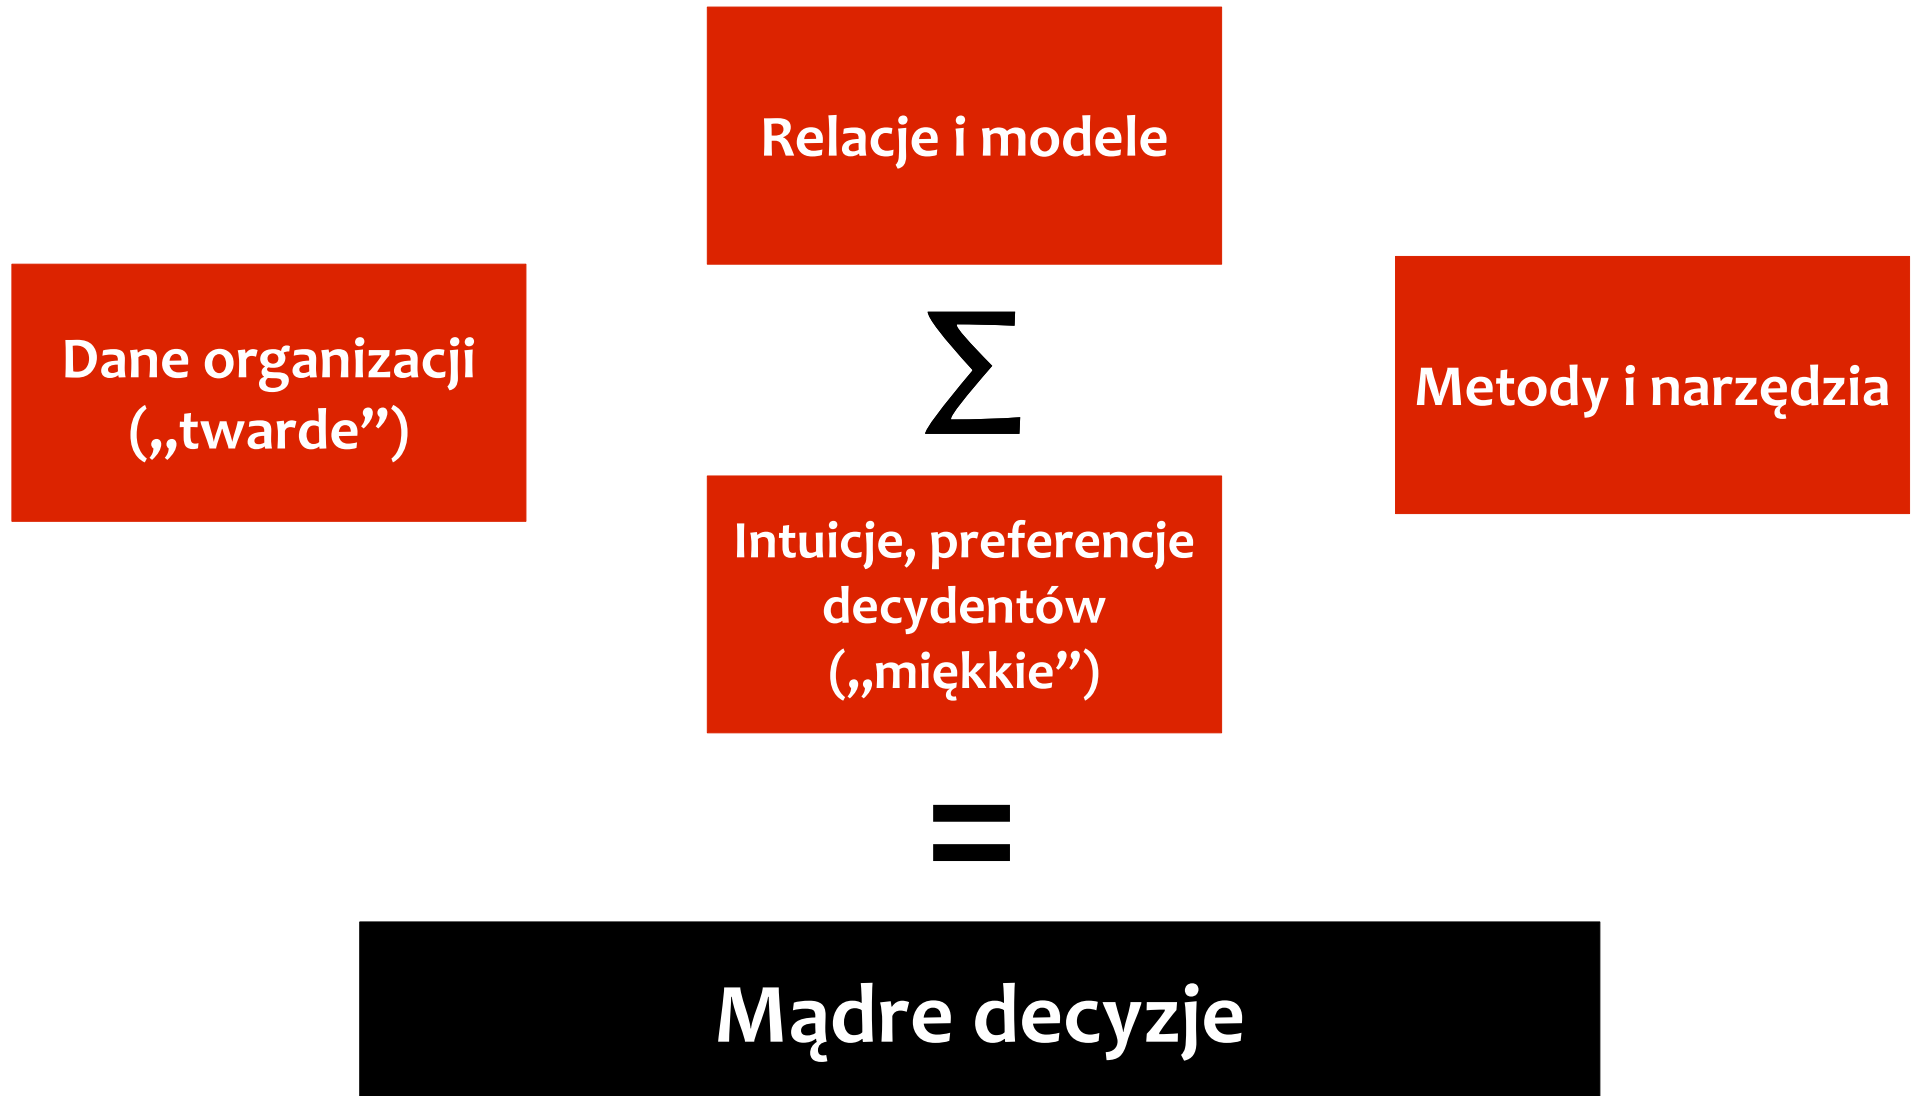 Relacje i modele
Dane organizacji
(„twarde”)
∑
Metody i narzędzia
Intuicje, preferencje
decydentów
(„miękkie”)
=
Mądre decyzje